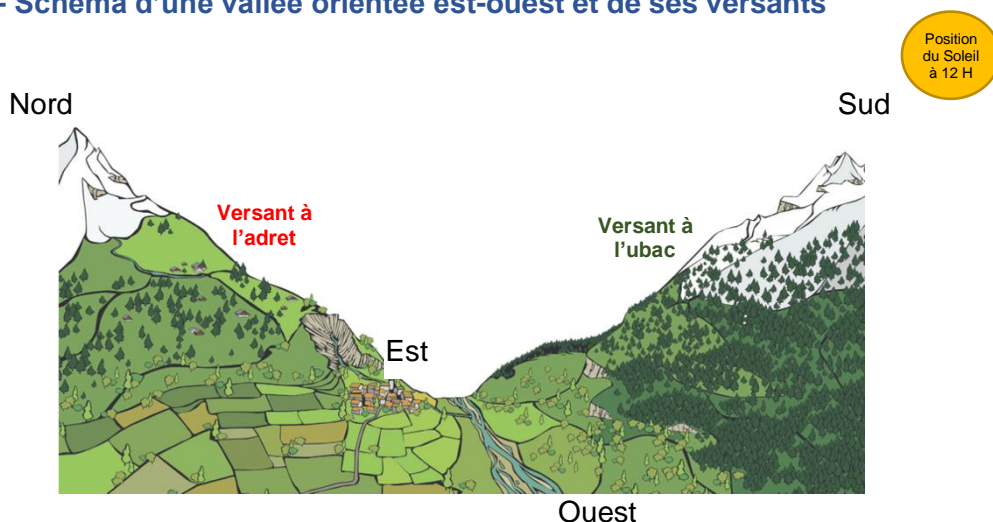 - Schéma d'une vallée orientée est-ouest et de ses versants
Position
du Soleil
à 12 H
Nord
Sud
Versant à
l'adret
Versant à
l'ubac
Est
Ouest